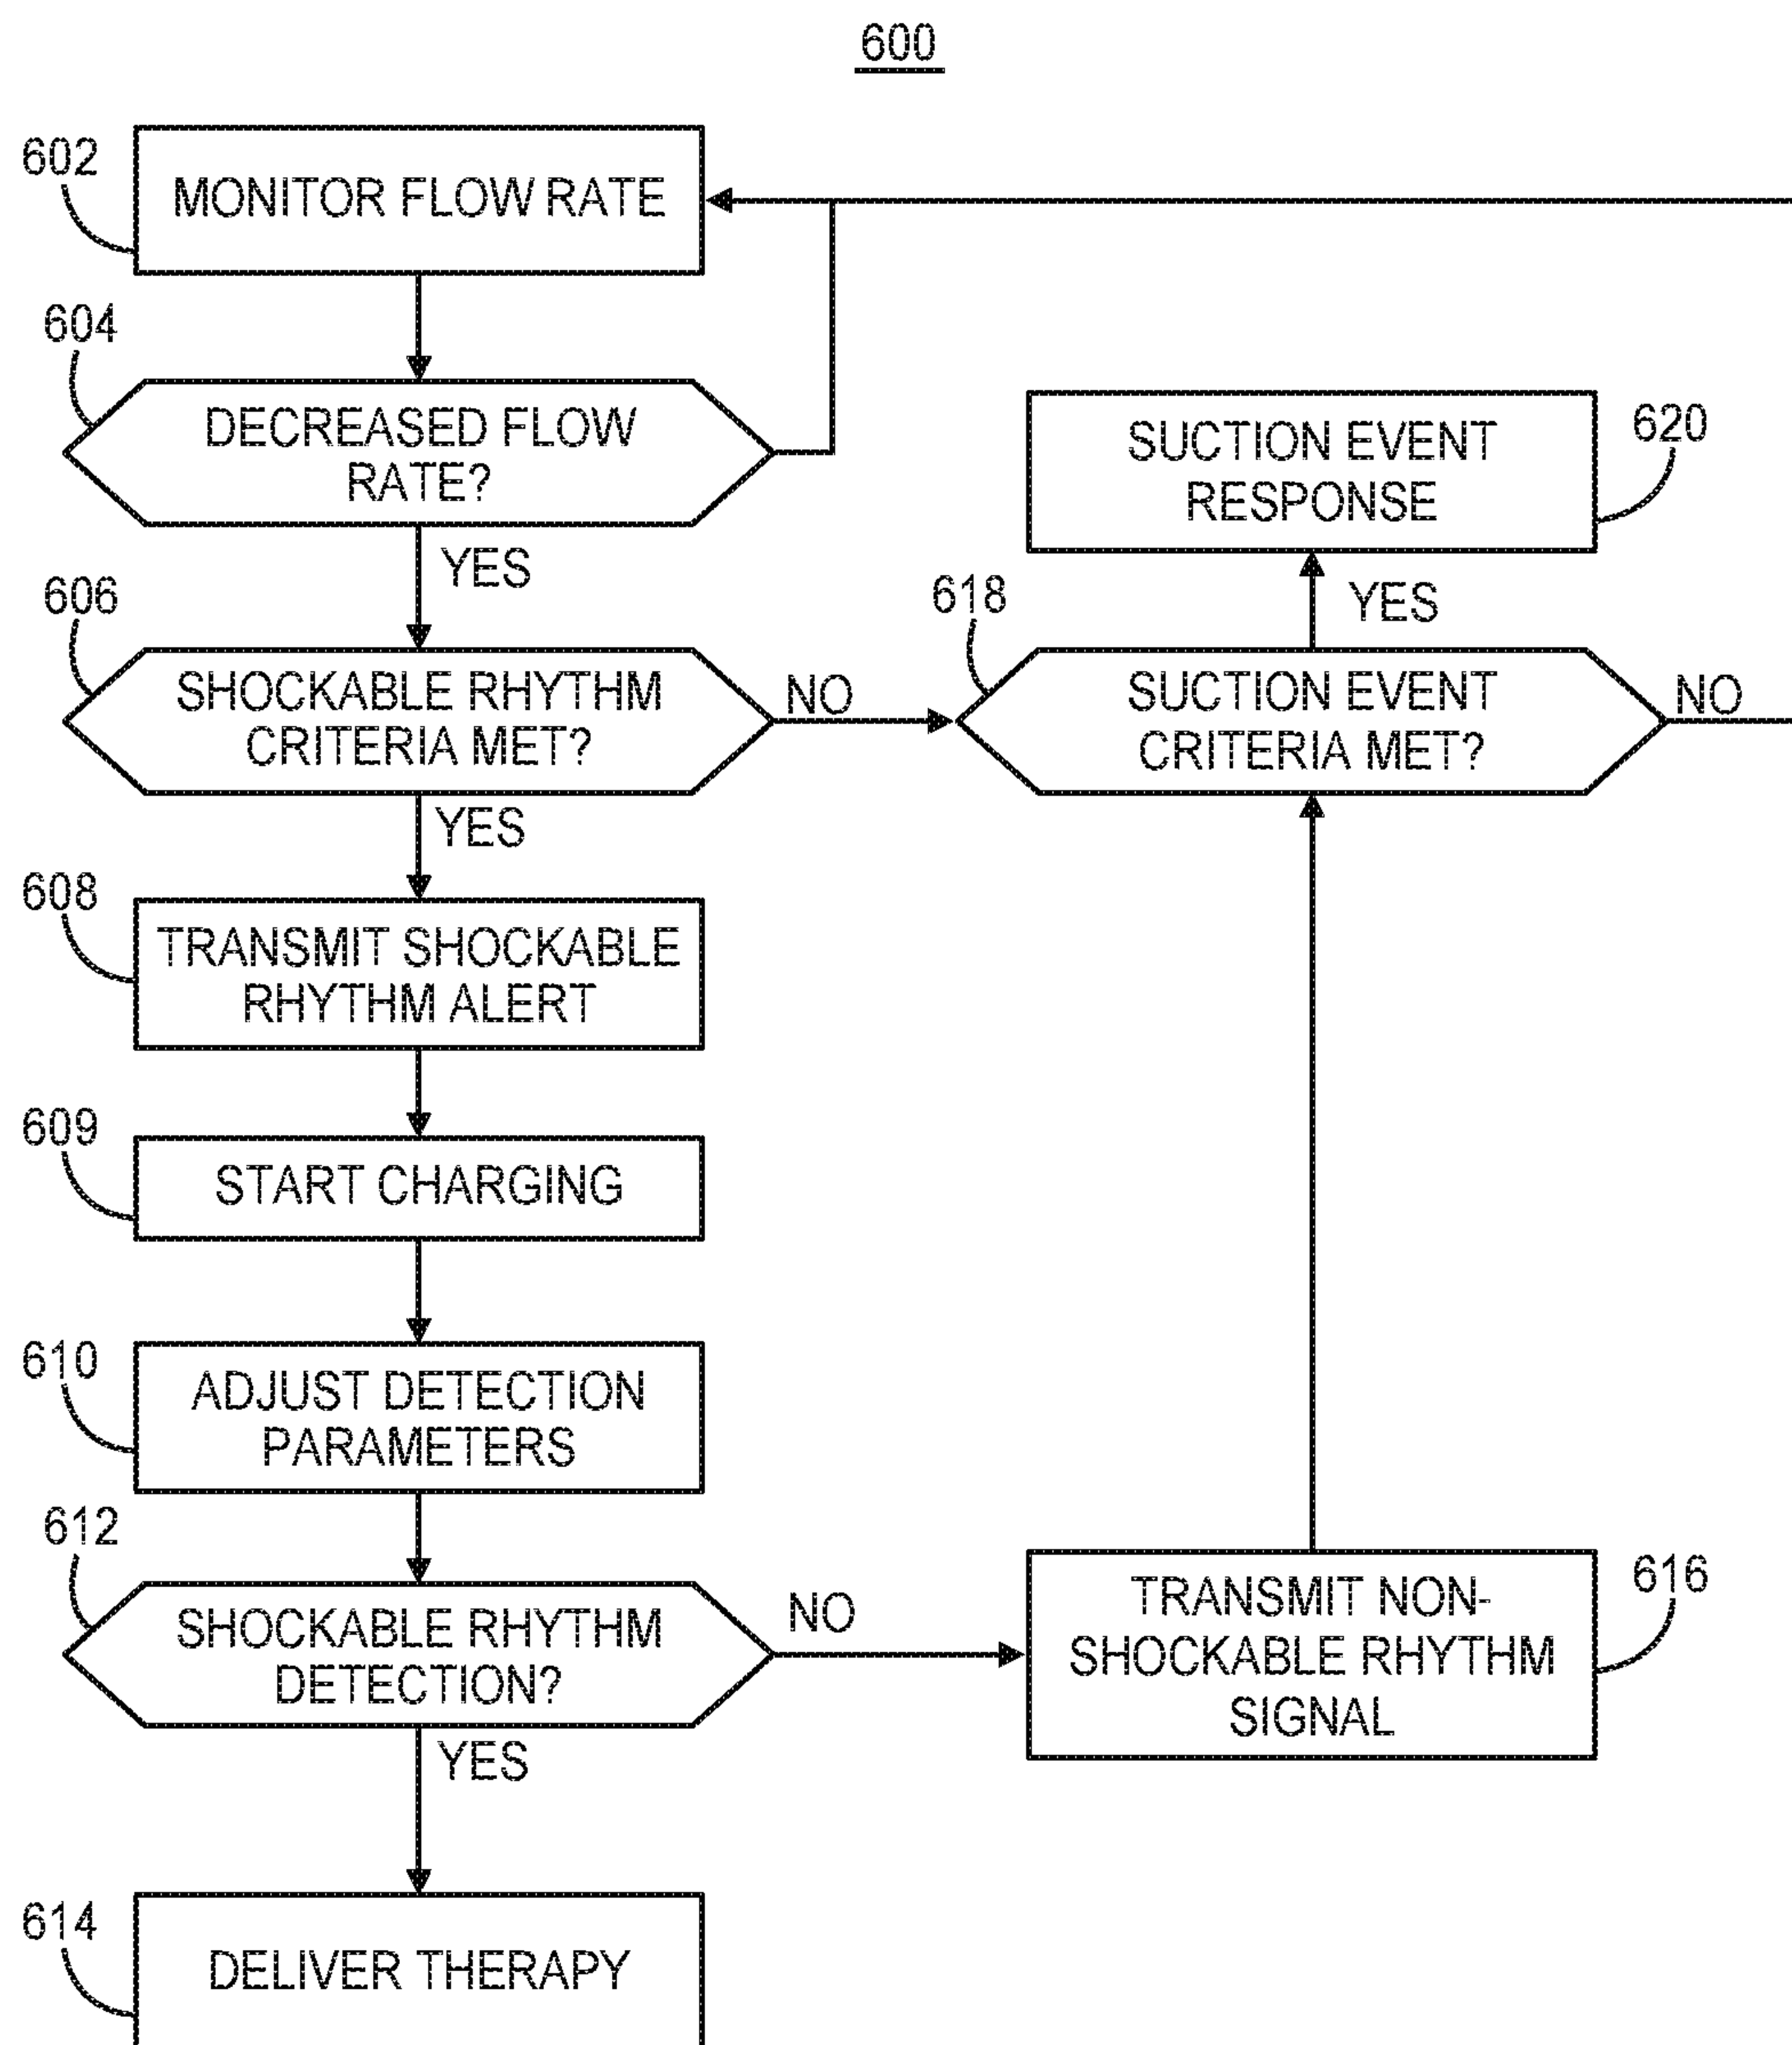 600
602
MONITOR FLOW RATE
604
DECREASED FLOW
RATE?
YES
606
SHOCKABLE RHYTHM
CRITERIA MET?
NO
618
SUCTION EVENT
CRITERIA MET?
NO
YES
SUCTION EVENT
RESPONSE
620
YES
608
TRANSMIT SHOCKABLE
RHYTHM ALERT
609
START CHARGING
610
ADJUST DETECTION
PARAMETERS
612
SHOCKABLE RHYTHM
DETECTION?
NO
TRANSMIT NON-
SHOCKABLE RHYTHM
SIGNAL
616
YES
614
DELIVER THERAPY